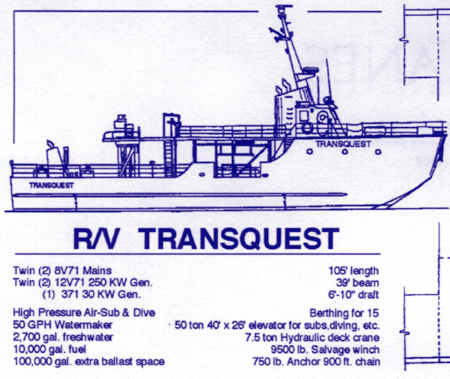 TRANSQUEST
TRANSQUEST
R/V TRANSQUEST
Twin (2) 8V71 Mains 105' length
Twin (2) 12V71 250 KW Gen. 39' beam
(1) 371 30 KW Gen. 6'-10" draft
High Pressure Air-Sub & Dive Berthing for 15
50 GPH Watermaker 50 ton 40' x 26' elevator for subs,diving, etc.
2,700 gal. freshwater 7.5 ton Hydraulic deck crane
10,000 gal. fuel 9500 lb. Salvage winch
100,000 gal. extra ballast space 750 lb. Anchor 900 ft. chain